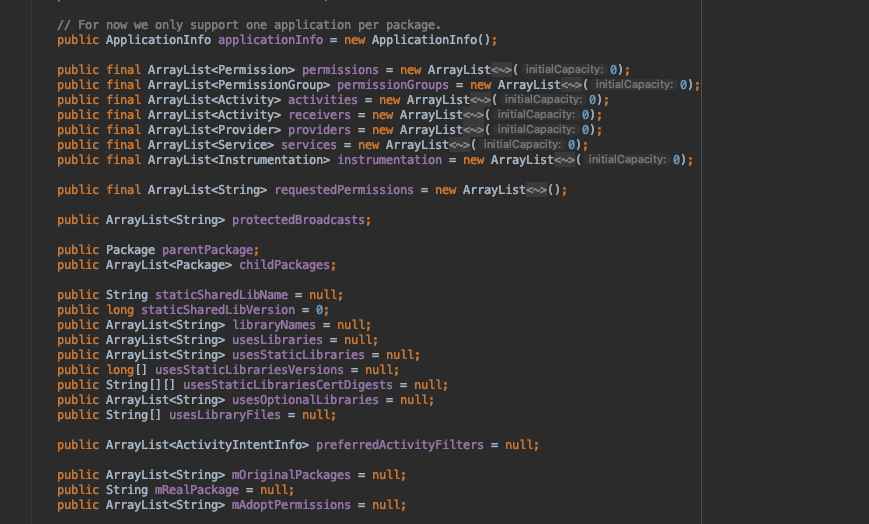 // For now we only support one application per package.
public ApplicationInfo applicationInfo = new ApplicationInfo();
public final ArrayList<Permission> permissions = new ArrayList<~>( initialCapacity: 0);
public final ArrayList<PermissionGroup> permissionGroups = new ArrayList<~>( initialCapacity: 0);
public final ArrayList<Activity> activities = new ArrayList<~>( initialCapacity: 0);
public final ArrayList<Activity> receivers = new ArrayList<~>( initialCapacity: 0);
public final ArrayList<Provider> providers = new ArrayList<~>( initialCapacity: 0);
public final ArrayList<Service> services = new ArrayList<~>( initialCapacity: 0);
public final ArrayList<Instrumentation> instrumentation = new ArrayList<~>( initialCapacity: 0);
public final ArrayList<String> requestedPermissions = new ArrayList<~>();
public ArrayList<String> protectedBroadcasts;
public Package parentPackage;
public ArrayList<Package> childPackages;
public String staticSharedLibName = null;
public long staticSharedLibVersion = 0;
public ArrayList<String> libraryNames = null;
public ArrayList<String> usesLibraries = null;
public ArrayList<String> usesStaticLibraries = null;
public long[] usesStaticLibrariesVersions = null;
public String[][] usesStaticLibrariesCertDigests = null;
public ArrayList<String> usesOptionalLibraries = null;
public String[] usesLibraryFiles = null;
public ArrayList<ActivityIntentInfo> preferredActivityFilters = null;
public ArrayList<String> mOriginalPackages = null;
public String mRealPackage = null;
public ArrayList<String> mAdoptPermissions = null;